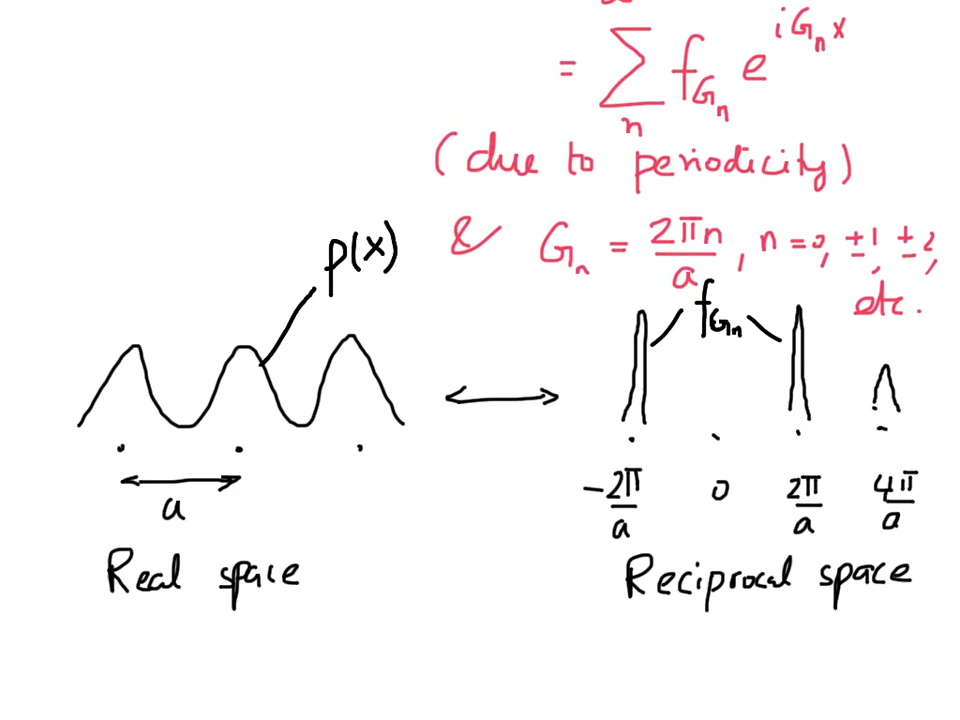 = Σ_n f_{G_n} e^{iG_n x}
(due to periodicity)
& G_n = 2πn/a, n = 0, ±1, ±2,
etc.
ρ(x)
f_{G_n}
a
-2π/a 0 2π/a 4π/a
Real space
Reciprocal space